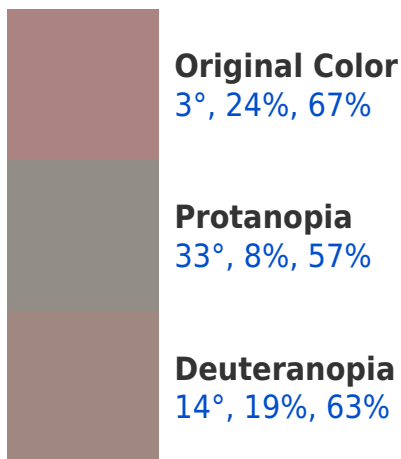 Original Color
3°, 24%, 67%
Protanopia
33°, 8%, 57%
Deuteranopia
14°, 19%, 63%